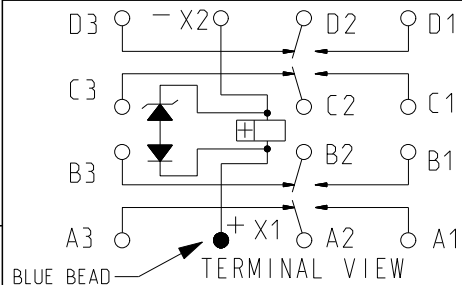 D3 − X2 D2 D1
C3 C2 C1
+
B3 B2 B1
A3 + X1 A2 A1
BLUE BEAD TERMINAL VIEW